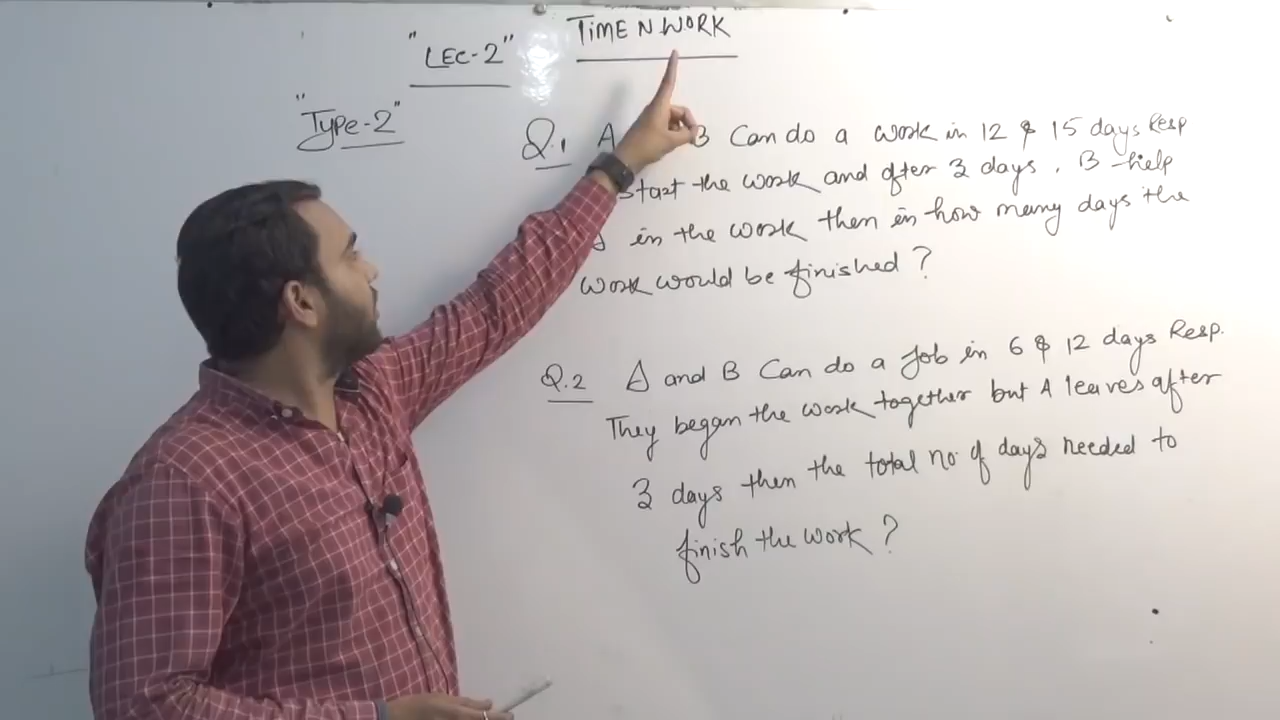 "LEC-2" TIME N WORK
"Type-2"
Q.1 A B Can do a work in 12 & 15 days Resp
start the work and after 3 days, B help
A in the work then in how many days the
work would be finished ?
Q.2 A and B Can do a Job in 6 & 12 days Resp.
They began the work together but A leaves after
3 days then the total no of days needed to
finish the work ?